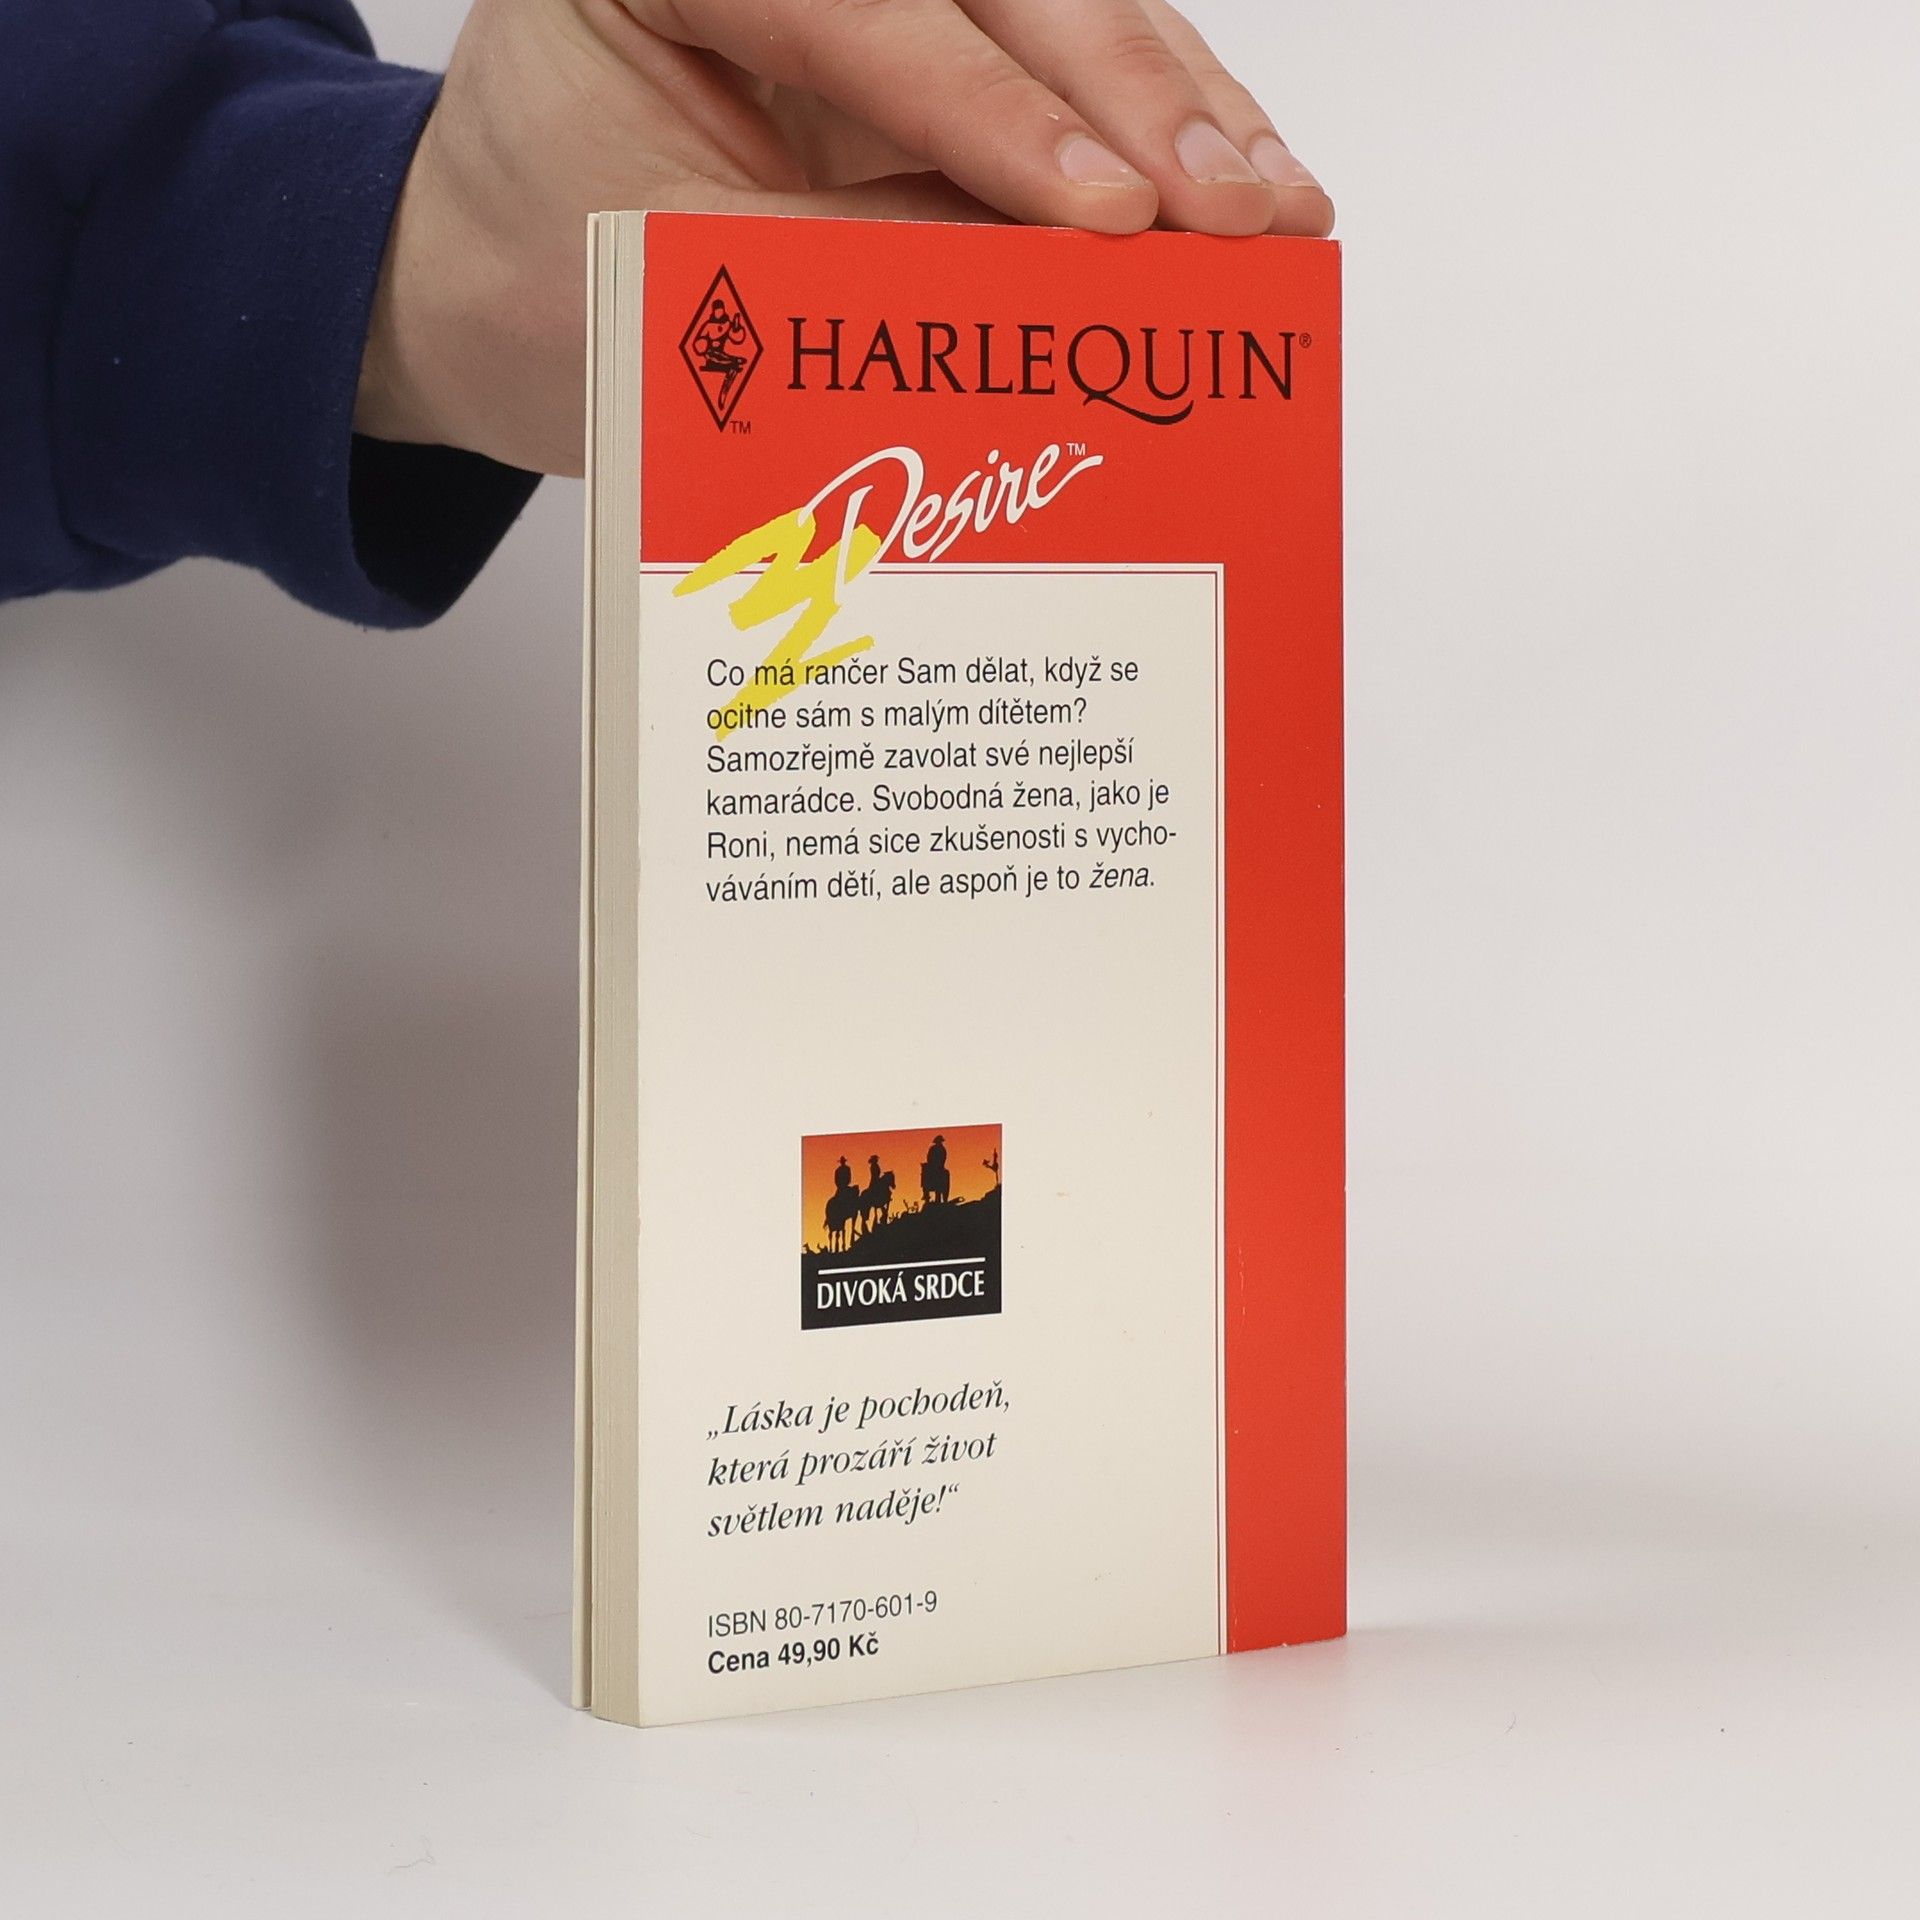 HARLEQUIN®
TM
Desire™
Co má rančer Sam dělat, když se
ocitne sám s malým dítětem?
Samozřejmě zavolat své nejlepší
kamarádce. Svobodná žena, jako je
Roni, nemá sice zkušenosti s vycho-
váváním dětí, ale aspoň je to žena.
DIVOKÁ SRDCE
„Láska je pochodeň,
která prozáří život
světlem naděje!“
ISBN 80-7170-601-9
Cena 49,90 Kč